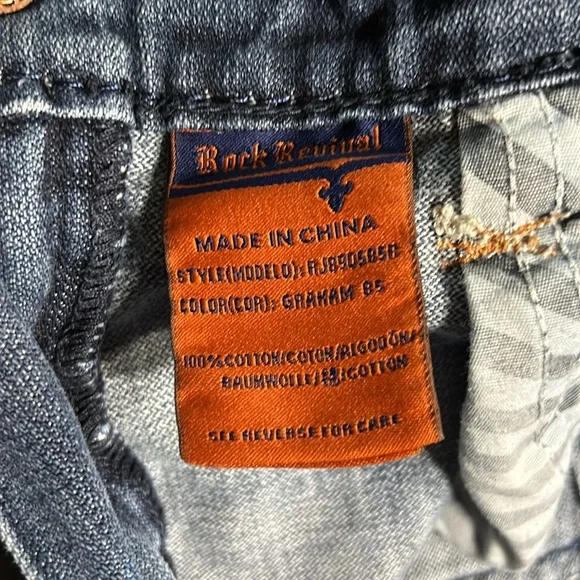 Rock Revival
MADE IN CHINA
STYLE(MODELO): RJ8905B5R
COLOR(COR): GRAHAM B5
100%COTTON/COTON/ALGODÓN/
BAUMWOLLE/棉/COTTON
SEE REVERSE FOR CARE